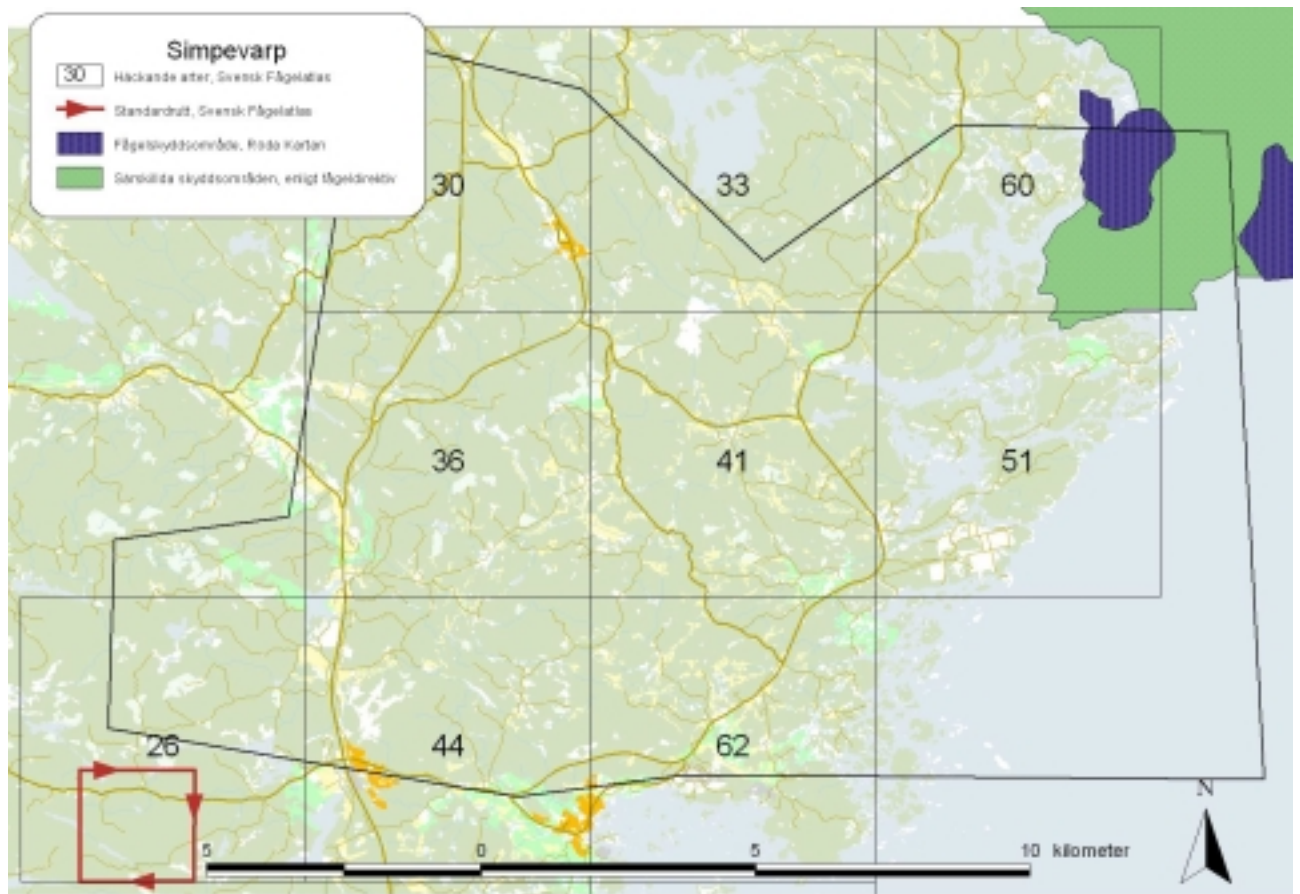 Simpevarp
30 Häckande arter, Svensk Fågelatlas
Standardrutt, Svensk Fågelatlas
Fågelskyddsområde, Röda Kartan
Särskilda skyddsområden, enligt fågeldirektiv
30 33 60
36 41 51
26 44 62
N
5 0 5 10 kilometer